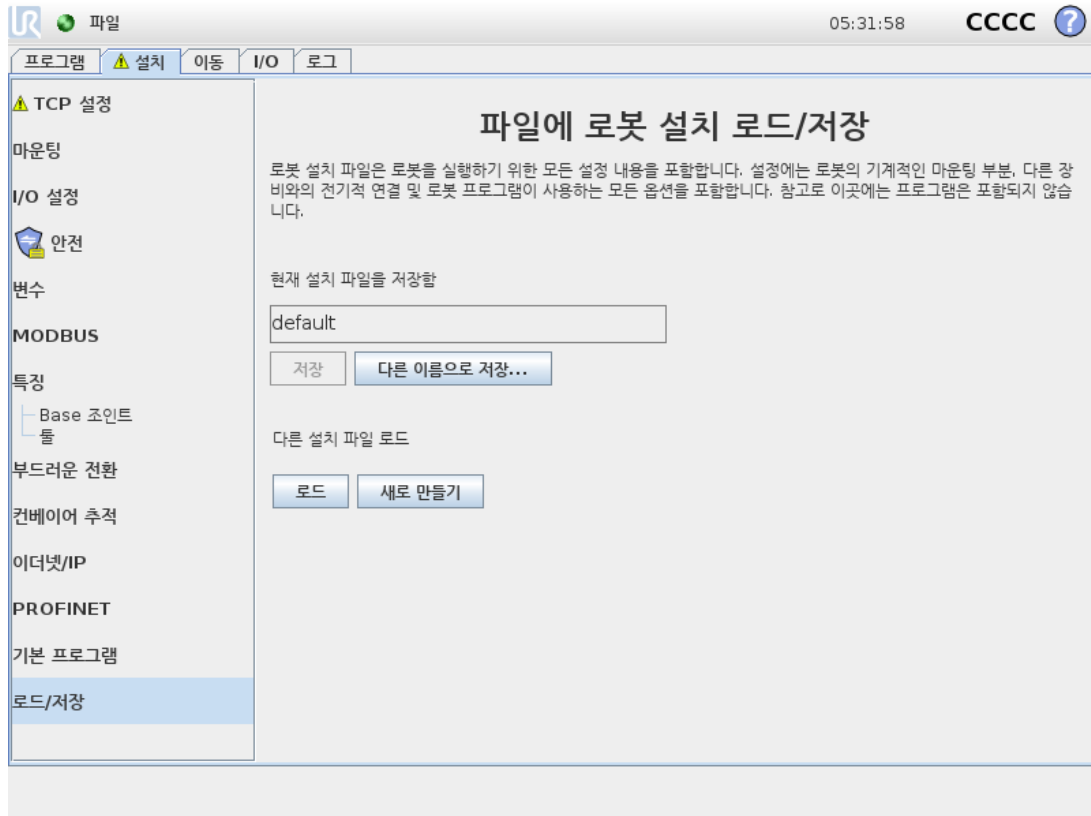 UR 파일 05:31:58 CCCC ?
프로그램 설치 이동 I/O 로그
TCP 설정
마운팅
I/O 설정
안전
변수
MODBUS
특징
Base 조인트
툴
부드러운 전환
컨베이어 추적
이더넷/IP
PROFINET
기본 프로그램
로드/저장
파일에 로봇 설치 로드/저장
로봇 설치 파일은 로봇을 실행하기 위한 모든 설정 내용을 포함합니다. 설정에는 로봇의 기계적인 마운팅 부분, 다른 장
비와의 전기적 연결 및 로봇 프로그램이 사용하는 모든 옵션을 포함합니다. 참고로 이곳에는 프로그램은 포함되지 않습
니다.
현재 설치 파일을 저장함
default
저장 다른 이름으로 저장...
다른 설치 파일 로드
로드 새로 만들기